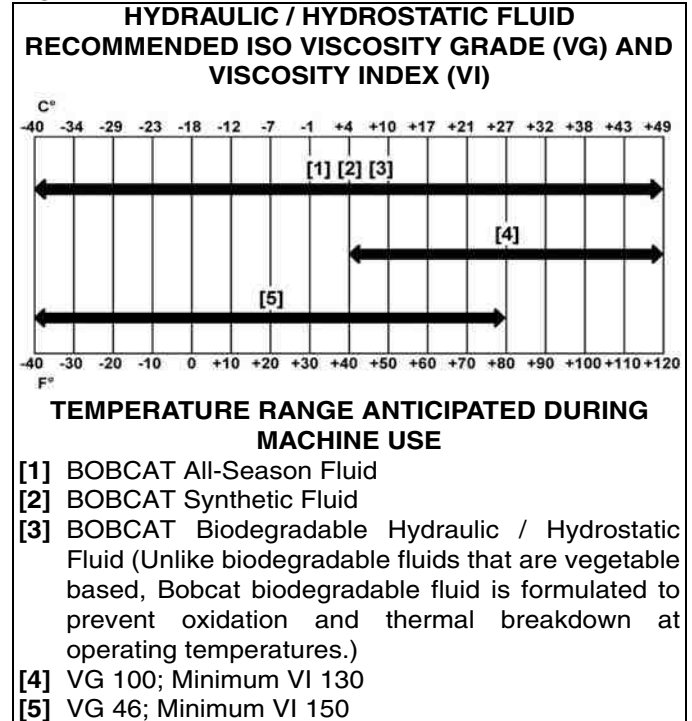 HYDRAULIC / HYDROSTATIC FLUID
RECOMMENDED ISO VISCOSITY GRADE (VG) AND
VISCOSITY INDEX (VI)
C°
-40 -34 -29 -23 -18 -12 -7 -1 +4 +10 +17 +21 +27 +32 +38 +43 +49
[1] [2] [3]
[4]
[5]
-40 -30 -20 -10 0 +10 +20 +30 +40 +50 +60 +70 +80 +90 +100 +110 +120
F°
TEMPERATURE RANGE ANTICIPATED DURING
MACHINE USE
[1] BOBCAT All-Season Fluid
[2] BOBCAT Synthetic Fluid
[3] BOBCAT Biodegradable Hydraulic / Hydrostatic
Fluid (Unlike biodegradable fluids that are vegetable
based, Bobcat biodegradable fluid is formulated to
prevent oxidation and thermal breakdown at
operating temperatures.)
[4] VG 100; Minimum VI 130
[5] VG 46; Minimum VI 150